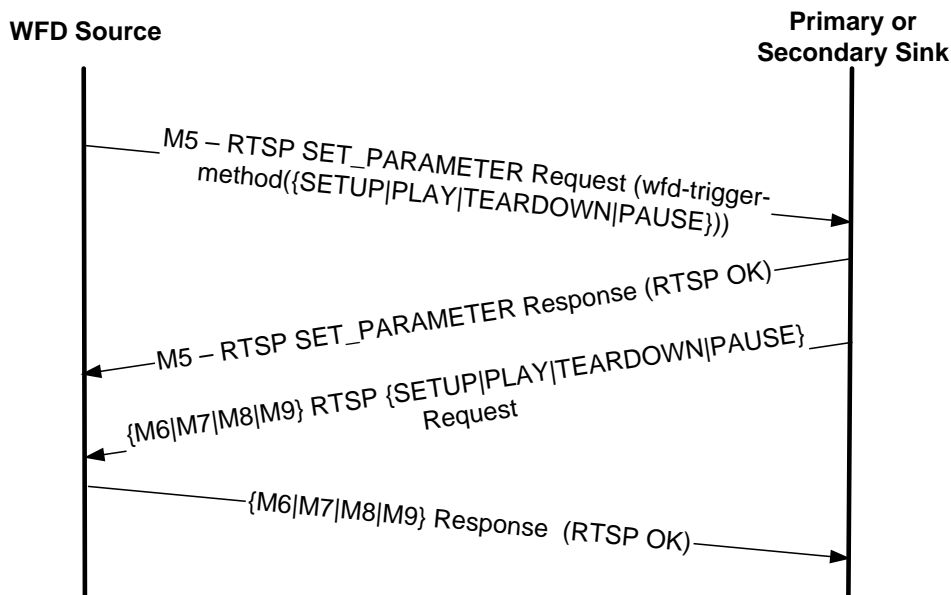 WFD Source
Primary or
Secondary Sink
M5 – RTSP SET_PARAMETER Request (wfd-trigger-
method({SETUP|PLAY|TEARDOWN|PAUSE}))
M5 – RTSP SET_PARAMETER Response (RTSP OK)
{M6|M7|M8|M9} RTSP {SETUP|PLAY|TEARDOWN|PAUSE}
Request
{M6|M7|M8|M9} Response (RTSP OK)